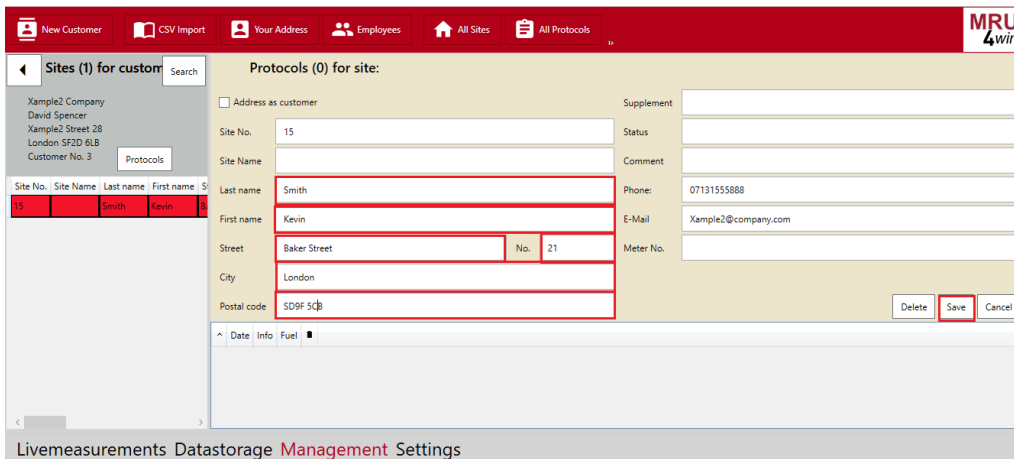 New Customer CSV Import Your Address Employees All Sites All Protocols
MRU
4win
Sites (1) for custom Search
Xample2 Company
David Spencer
Xample2 Street 28
London SF2D 6LB
Customer No. 3 Protocols
Site No. Site Name Last name First name St
15 Smith Kevin Ba
Protocols (0) for site:
Address as customer
Site No. 15
Site Name
Last name Smith
First name Kevin
Street Baker Street No. 21
City London
Postal code SD9F 5C8
Supplement
Status
Comment
Phone: 07131555888
E-Mail Xample2@company.com
Meter No.
Delete Save Cancel
Date Info Fuel
Livemeasurements Datastorage Management Settings